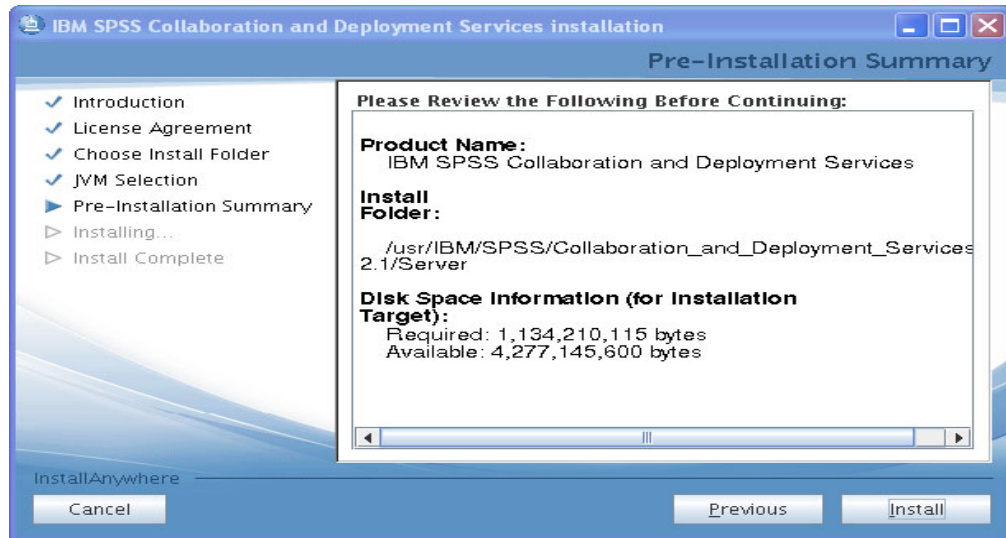 IBM SPSS Collaboration and Deployment Services installation
Pre-Installation Summary
Introduction
License Agreement
Choose Install Folder
JVM Selection
Pre-Installation Summary
Installing...
Install Complete
Please Review the Following Before Continuing:
Product Name:
IBM SPSS Collaboration and Deployment Services
Install
Folder:
/usr/IBM/SPSS/Collaboration_and_Deployment_Services
2.1/Server
Disk Space Information (for Installation
Target):
Required: 1,134,210,115 bytes
Available: 4,277,145,600 bytes
InstallAnywhere
Cancel
Previous
Install